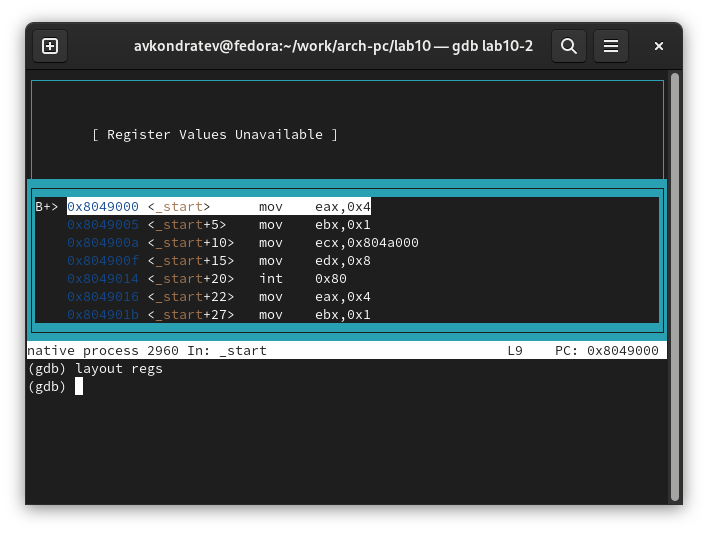 avkondratev@fedora:~/work/arch-pc/lab10 — gdb lab10-2
[ Register Values Unavailable ]
B+> 0x8049000 <_start> mov eax,0x4
0x8049005 <_start+5> mov ebx,0x1
0x804900a <_start+10> mov ecx,0x804a000
0x804900f <_start+15> mov edx,0x8
0x8049014 <_start+20> int 0x80
0x8049016 <_start+22> mov eax,0x4
0x804901b <_start+27> mov ebx,0x1
native process 2960 In: _start L9 PC: 0x8049000
(gdb) layout regs
(gdb)